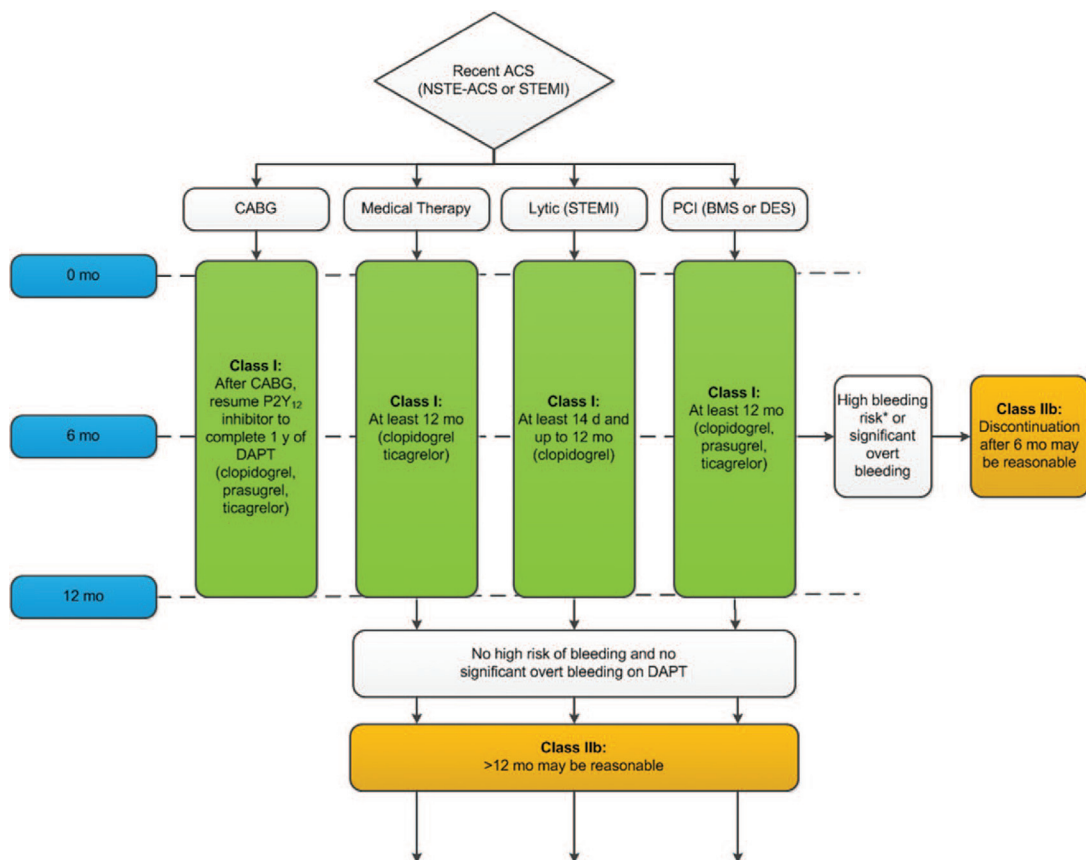 Recent ACS
(NSTE-ACS or STEMI)
CABG
Medical Therapy
Lytic (STEMI)
PCI (BMS or DES)
0 mo
6 mo
12 mo
Class I:
After CABG,
resume P2Y₁₂
inhibitor to
complete 1 y of
DAPT
(clopidogrel,
prasugrel,
ticagrelor)
Class I:
At least 12 mo
(clopidogrel
ticagrelor)
Class I:
At least 14 d and
up to 12 mo
(clopidogrel)
Class I:
At least 12 mo
(clopidogrel,
prasugrel,
ticagrelor)
High bleeding
risk* or
significant
overt
bleeding
Class IIb:
Discontinuation
after 6 mo may
be reasonable
No high risk of bleeding and no
significant overt bleeding on DAPT
Class IIb:
>12 mo may be reasonable